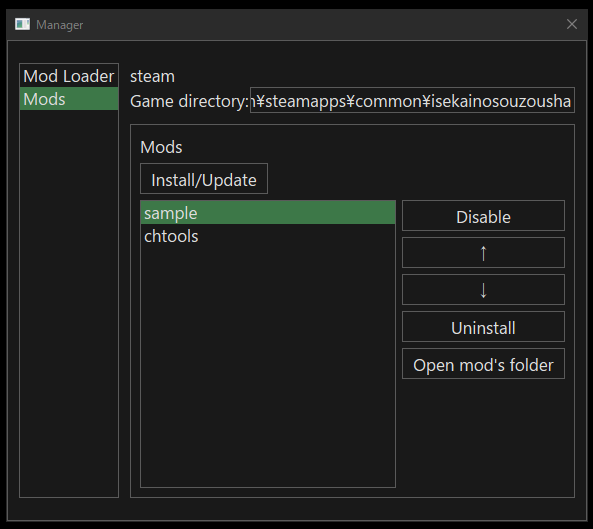 Manager
Mod Loader
Mods
steam
Game directory:
¥steamapps¥common¥isekainosouzousha
Mods
Install/Update
sample
chtools
Disable
↑
↓
Uninstall
Open mod's folder